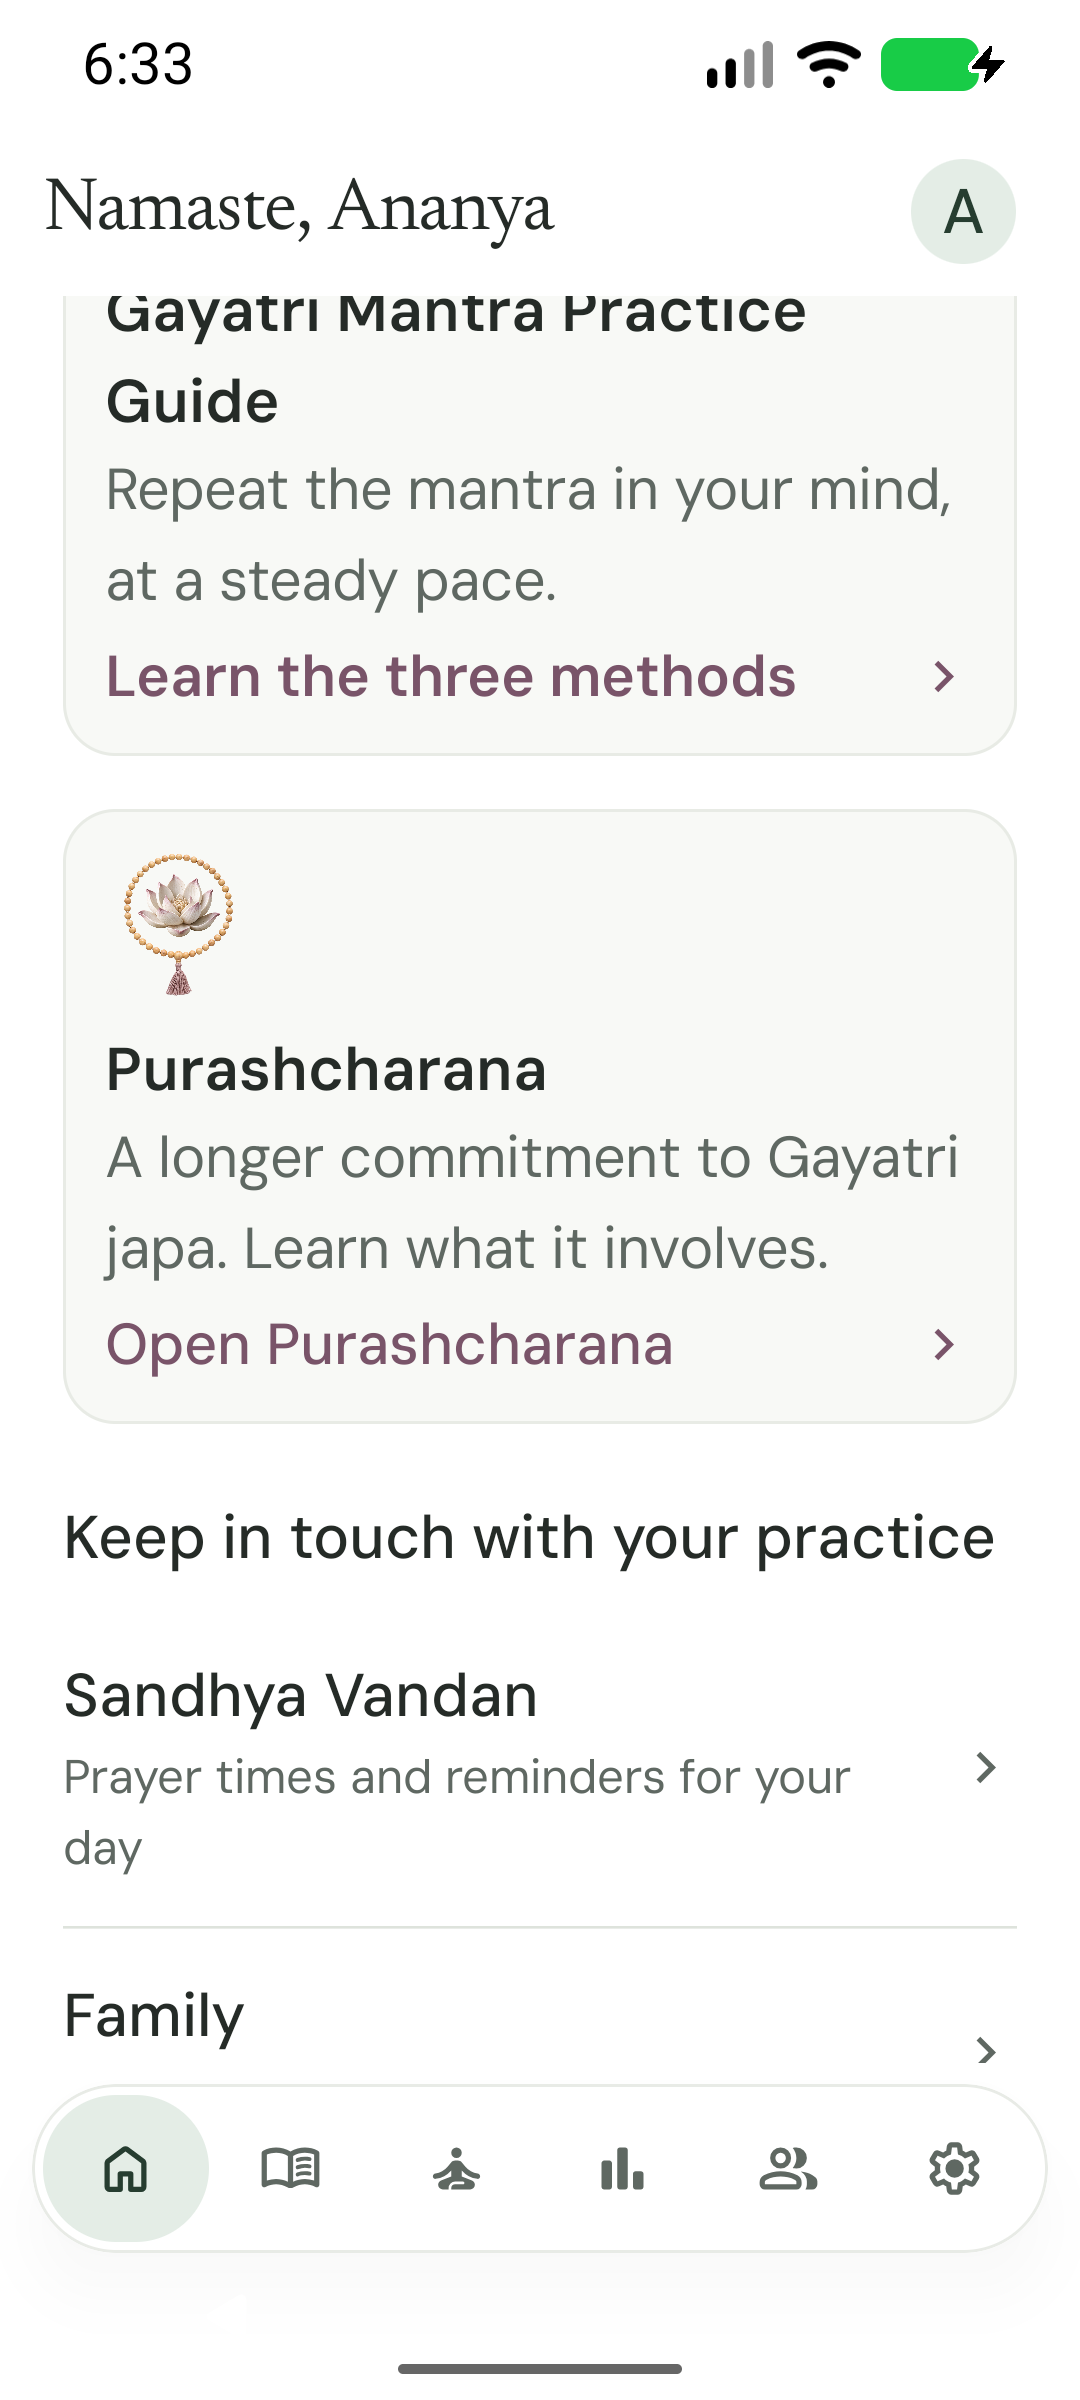 6:33
Namaste, Ananya
A
Gayatri Mantra Practice
Guide
Repeat the mantra in your mind,
at a steady pace.
Learn the three methods
Purashcharana
A longer commitment to Gayatri
japa. Learn what it involves.
Open Purashcharana
Keep in touch with your practice
Sandhya Vandan
Prayer times and reminders for your
day
Family